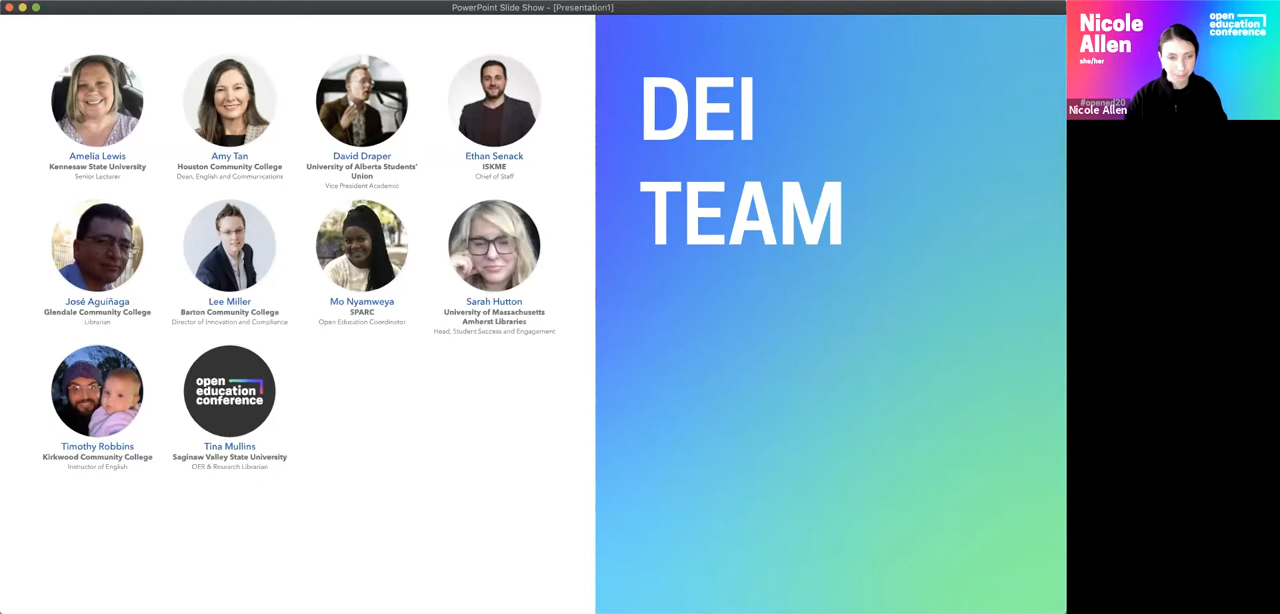 PowerPoint Slide Show - [Presentation1]
Amelia Lewis
Kennesaw State University
Senior Lecturer
Amy Tan
Houston Community College
Dean, English and Communications
David Draper
University of Alberta Students'
Union
Vice President Academic
Ethan Senack
ISKME
Chief of Staff
José Aguiñaga
Glendale Community College
Librarian
Lee Miller
Barton Community College
Director of Innovation and Compliance
Mo Nyamweya
SPARC
Open Education Coordinator
Sarah Hutton
University of Massachusetts
Amherst Libraries
Head, Student Success and Engagement
Timothy Robbins
Kirkwood Community College
Instructor of English
open
education
conference
Tina Mullins
Saginaw Valley State University
OER & Research Librarian
DEI
TEAM
Nicole
Allen
she/her
open
education
conference
#opened20
Nicole Allen